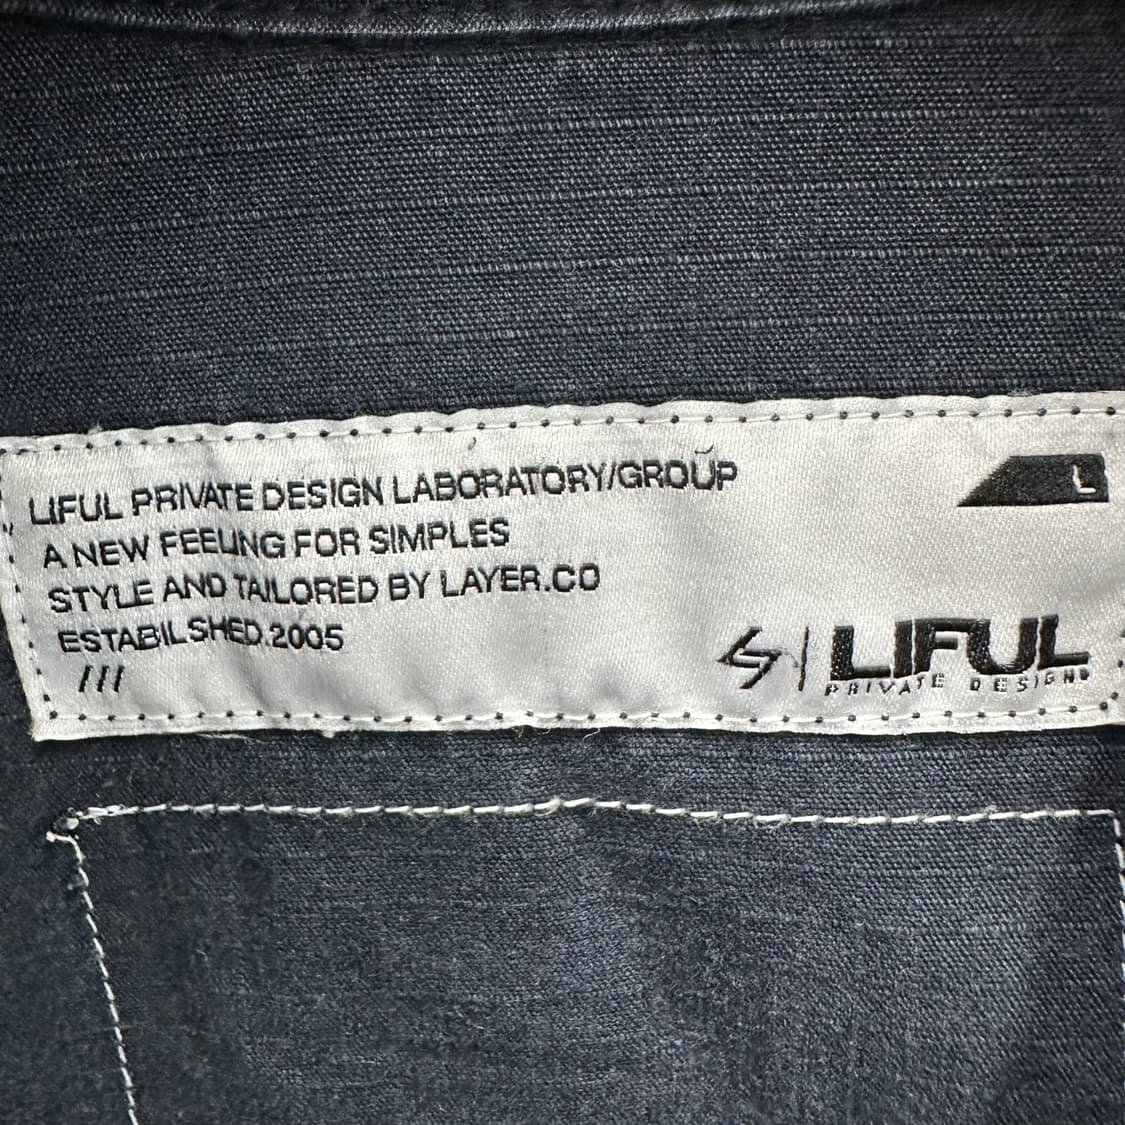 LIFUL PRIVATE DESIGN LABORATORY/GROUP
A NEW FEELING FOR SIMPLES
STYLE AND TAILORED BY LAYER.CO
ESTABILSHED.2005
///
L
LIFUL
PRIVATE DESIGN®